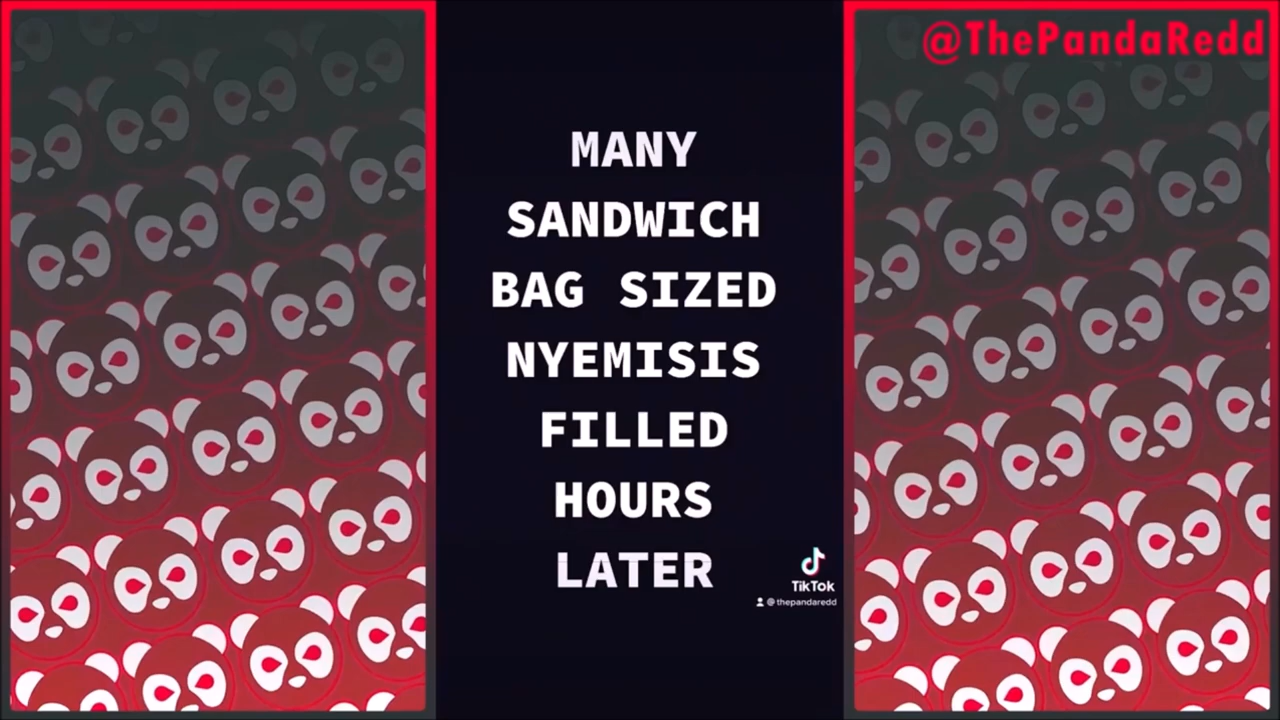 @ThePandaRedd
MANY
SANDWICH
BAG SIZED
NYEMISIS
FILLED
HOURS
LATER
TikTok
@thepandaredd